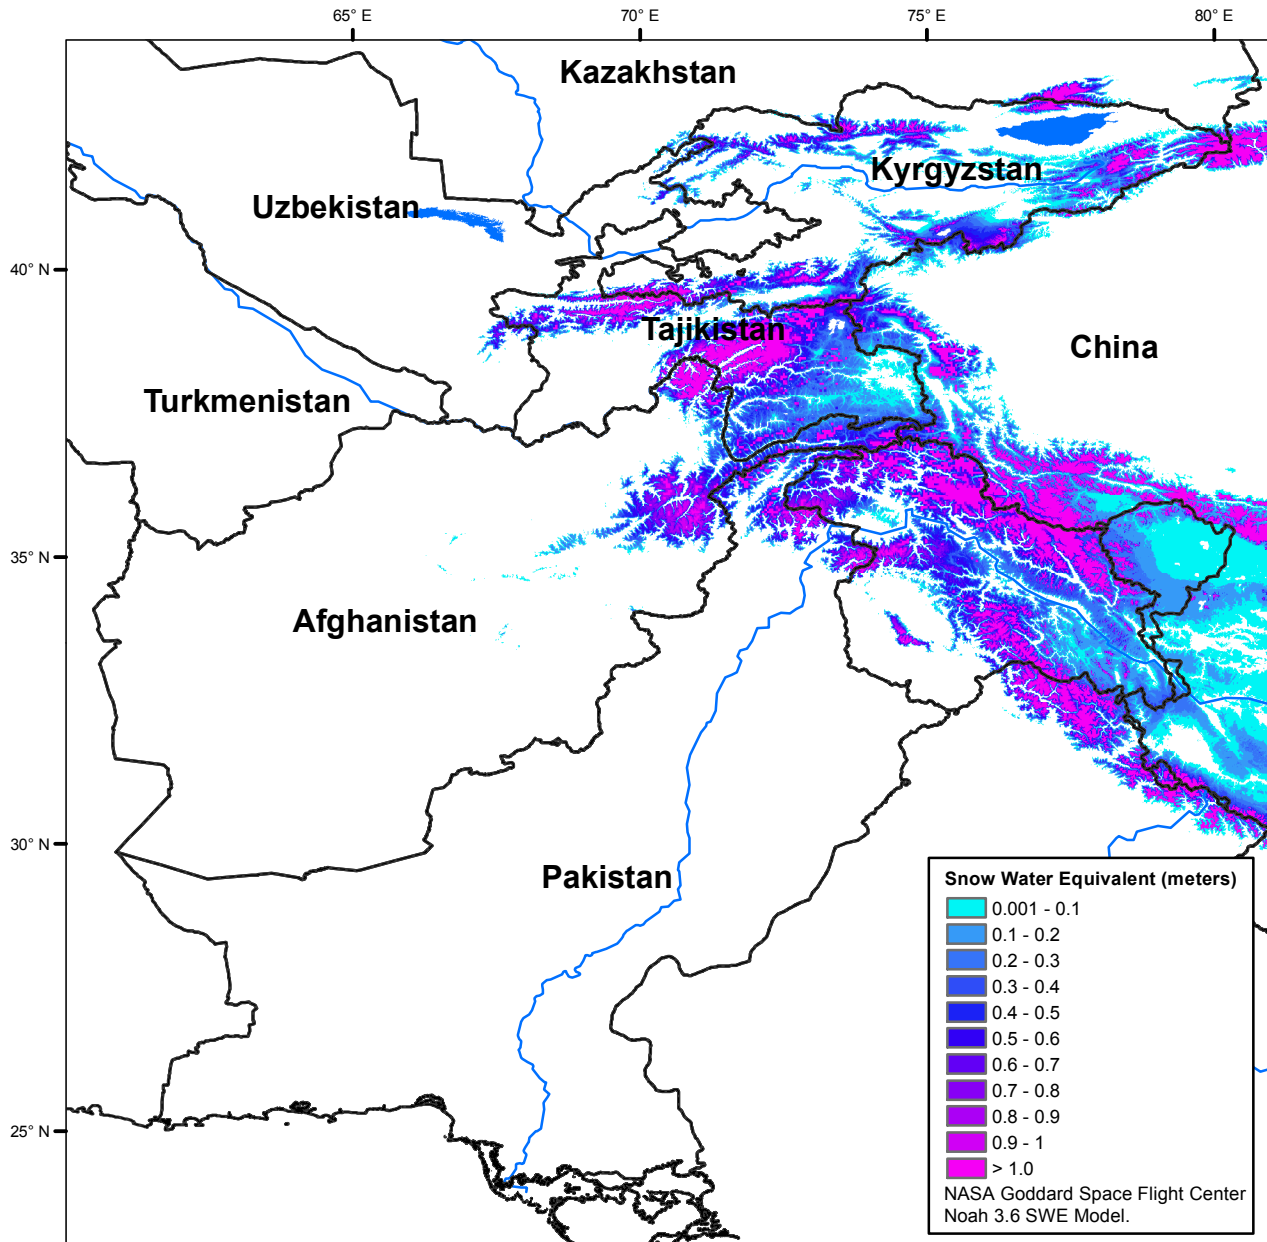 65° E
70° E
75° E
80° E
Kazakhstan
Kyrgyzstan
Uzbekistan
40° N
Tajikistan
China
Turkmenistan
35° N
Afghanistan
30° N
Pakistan
25° N
Snow Water Equivalent (meters)
0.001 - 0.1
0.1 - 0.2
0.2 - 0.3
0.3 - 0.4
0.4 - 0.5
0.5 - 0.6
0.6 - 0.7
0.7 - 0.8
0.8 - 0.9
0.9 - 1
> 1.0
NASA Goddard Space Flight Center
Noah 3.6 SWE Model.